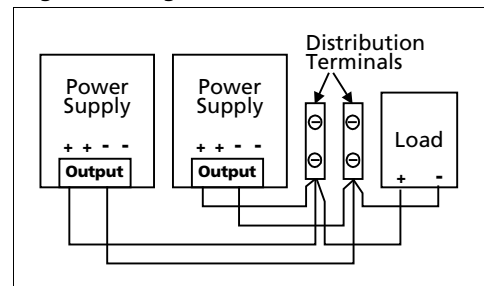 Distribution
Terminals
Power
Supply
+ + - -
Output
Power
Supply
+ + - -
Output
Load
+ -